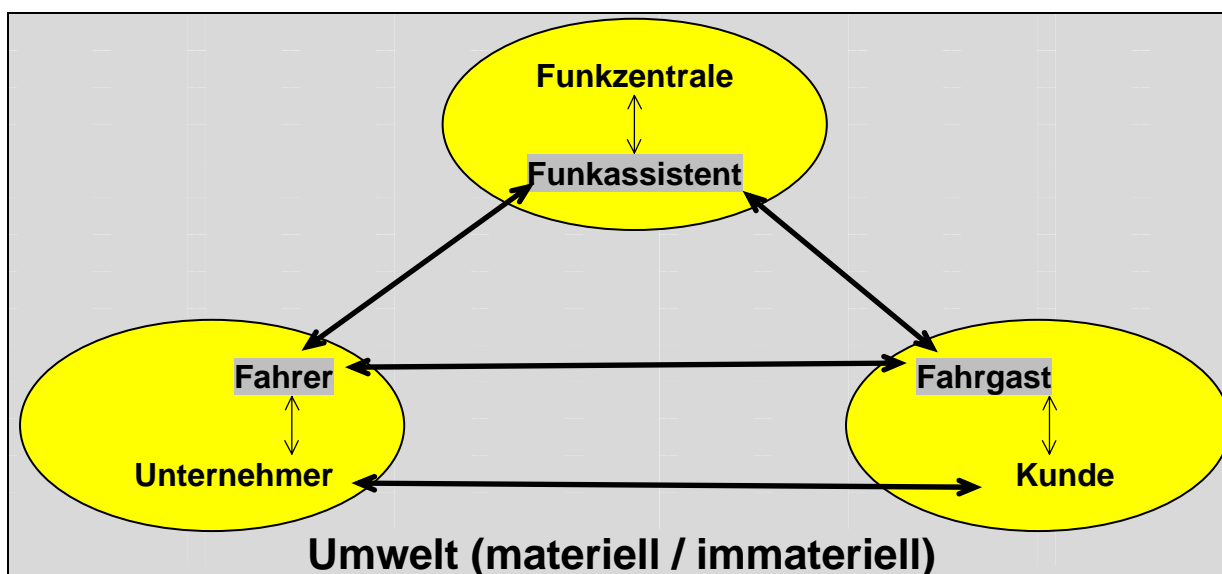 Funkzentrale
Funkassistent
Fahrer
Fahrgast
Unternehmer
Kunde
Umwelt (materiell / immateriell)